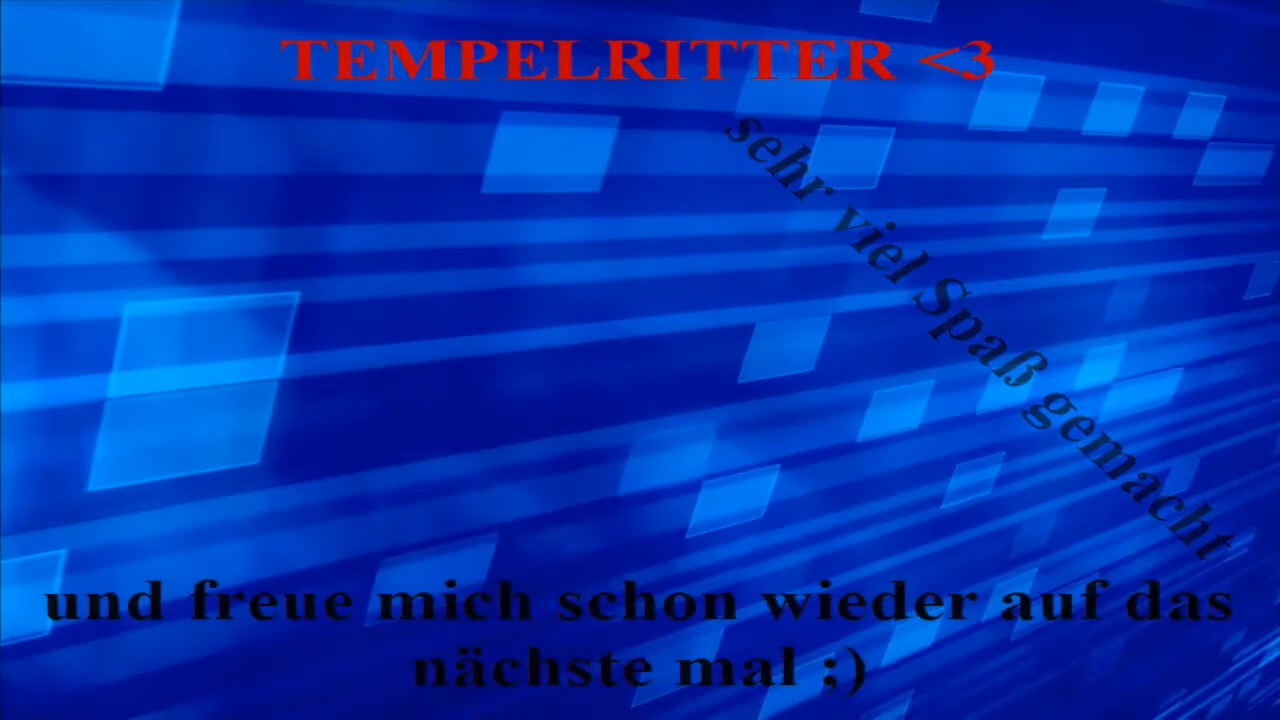 TEMPELRITTER <3
sehr viel Spaß gemacht
und freue mich schon wieder auf das
nächste mal ;)